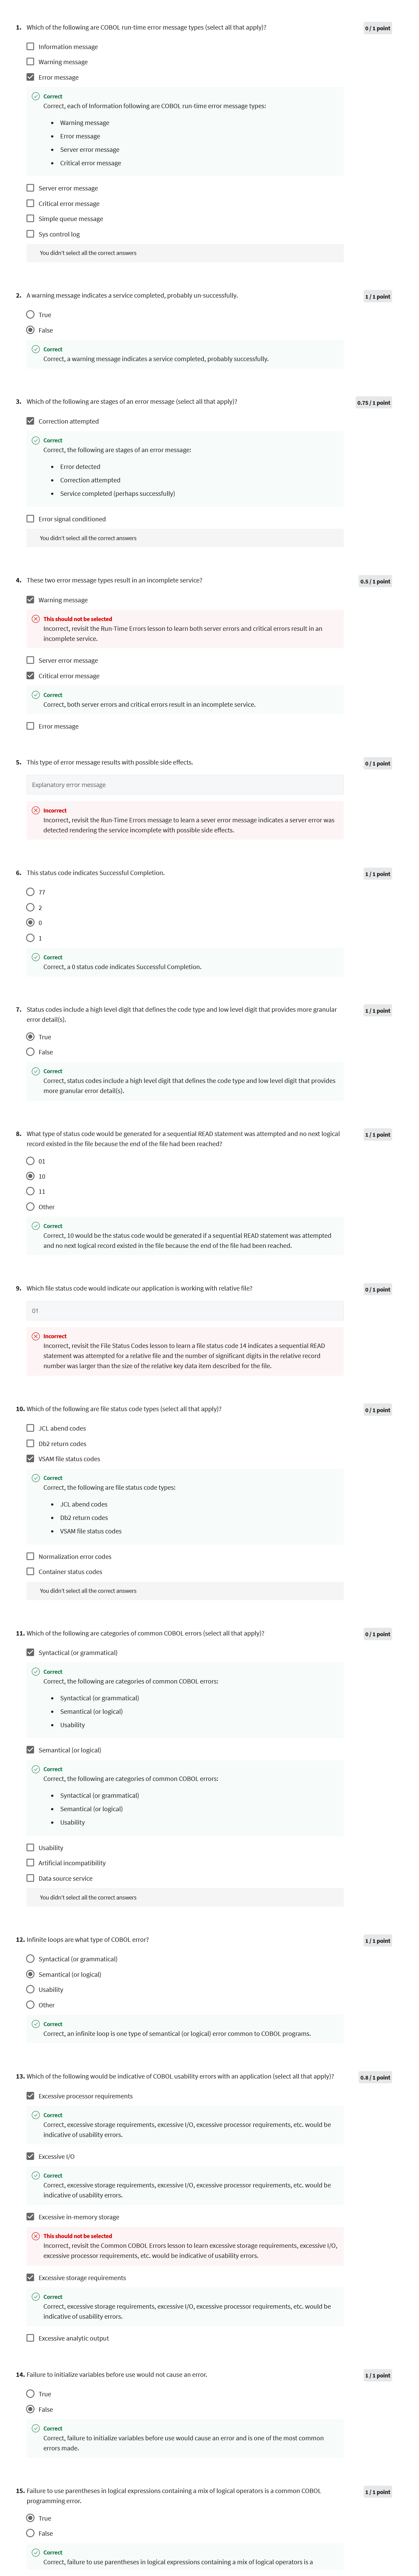 1. Which of the following are COBOL run-time error message types (select all that apply)?
0 / 1 point
Information message
Warning message
Error message
Correct
Correct, each of Information following are COBOL run-time error message types:
• Warning message
• Error message
• Server error message
• Critical error message
Server error message
Critical error message
Simple queue message
Sys control log
You didn't select all the correct answers
2. A warning message indicates a service completed, probably un-successfully.
1 / 1 point
True
False
Correct
Correct, a warning message indicates a service completed, probably successfully.
3. Which of the following are stages of an error message (select all that apply)?
0.75 / 1 point
Correction attempted
Correct
Correct, the following are stages of an error message:
• Error detected
• Correction attempted
• Service completed (perhaps successfully)
Error signal conditioned
You didn't select all the correct answers
4. These two error message types result in an incomplete service?
0.5 / 1 point
Warning message
This should not be selected
Incorrect, revisit the Run-Time Errors lesson to learn both server errors and critical errors result in an
incomplete service.
Server error message
Critical error message
Correct
Correct, both server errors and critical errors result in an incomplete service.
Error message
5. This type of error message results with possible side effects.
0 / 1 point
Explanatory error message
Incorrect
Incorrect, revisit the Run-Time Errors message to learn a sever error message indicates a server error was
detected rendering the service incomplete with possible side effects.
6. This status code indicates Successful Completion.
1 / 1 point
77
2
0
1
Correct
Correct, a 0 status code indicates Successful Completion.
7. Status codes include a high level digit that defines the code type and low level digit that provides more granular
error detail(s).
1 / 1 point
True
False
Correct
Correct, status codes include a high level digit that defines the code type and low level digit that provides
more granular error detail(s).
8. What type of status code would be generated for a sequential READ statement was attempted and no next logical
record existed in the file because the end of the file had been reached?
1 / 1 point
01
10
11
Other
Correct
Correct, 10 would be the status code would be generated if a sequential READ statement was attempted
and no next logical record existed in the file because the end of the file had been reached.
9. Which file status code would indicate our application is working with relative file?
0 / 1 point
01
Incorrect
Incorrect, revisit the File Status Codes lesson to learn a file status code 14 indicates a sequential READ
statement was attempted for a relative file and the number of significant digits in the relative record
number was larger than the size of the relative key data item described for the file.
10. Which of the following are file status code types (select all that apply)?
0 / 1 point
JCL abend codes
Db2 return codes
VSAM file status codes
Correct
Correct, the following are file status code types:
• JCL abend codes
• Db2 return codes
• VSAM file status codes
Normalization error codes
Container status codes
You didn't select all the correct answers
11. Which of the following are categories of common COBOL errors (select all that apply)?
0 / 1 point
Syntactical (or grammatical)
Correct
Correct, the following are categories of common COBOL errors:
• Syntactical (or grammatical)
• Semantical (or logical)
• Usability
Semantical (or logical)
Correct
Correct, the following are categories of common COBOL errors:
• Syntactical (or grammatical)
• Semantical (or logical)
• Usability
Usability
Artificial incompatibility
Data source service
You didn't select all the correct answers
12. Infinite loops are what type of COBOL error?
1 / 1 point
Syntactical (or grammatical)
Semantical (or logical)
Usability
Other
Correct
Correct, an infinite loop is one type of semantical (or logical) error common to COBOL programs.
13. Which of the following would be indicative of COBOL usability errors with an application (select all that apply)?
0.8 / 1 point
Excessive processor requirements
Correct
Correct, excessive storage requirements, excessive I/O, excessive processor requirements, etc. would be
indicative of usability errors.
Excessive I/O
Correct
Correct, excessive storage requirements, excessive I/O, excessive processor requirements, etc. would be
indicative of usability errors.
Excessive in-memory storage
This should not be selected
Incorrect, revisit the Common COBOL Errors lesson to learn excessive storage requirements, excessive I/O,
excessive processor requirements, etc. would be indicative of usability errors.
Excessive storage requirements
Correct
Correct, excessive storage requirements, excessive I/O, excessive processor requirements, etc. would be
indicative of usability errors.
Excessive analytic output
14. Failure to initialize variables before use would not cause an error.
1 / 1 point
True
False
Correct
Correct, failure to initialize variables before use would cause an error and is one of the most common
errors made.
15. Failure to use parentheses in logical expressions containing a mix of logical operators is a common COBOL
programming error.
1 / 1 point
True
False
Correct
Correct, failure to use parentheses in logical expressions containing a mix of logical operators is a